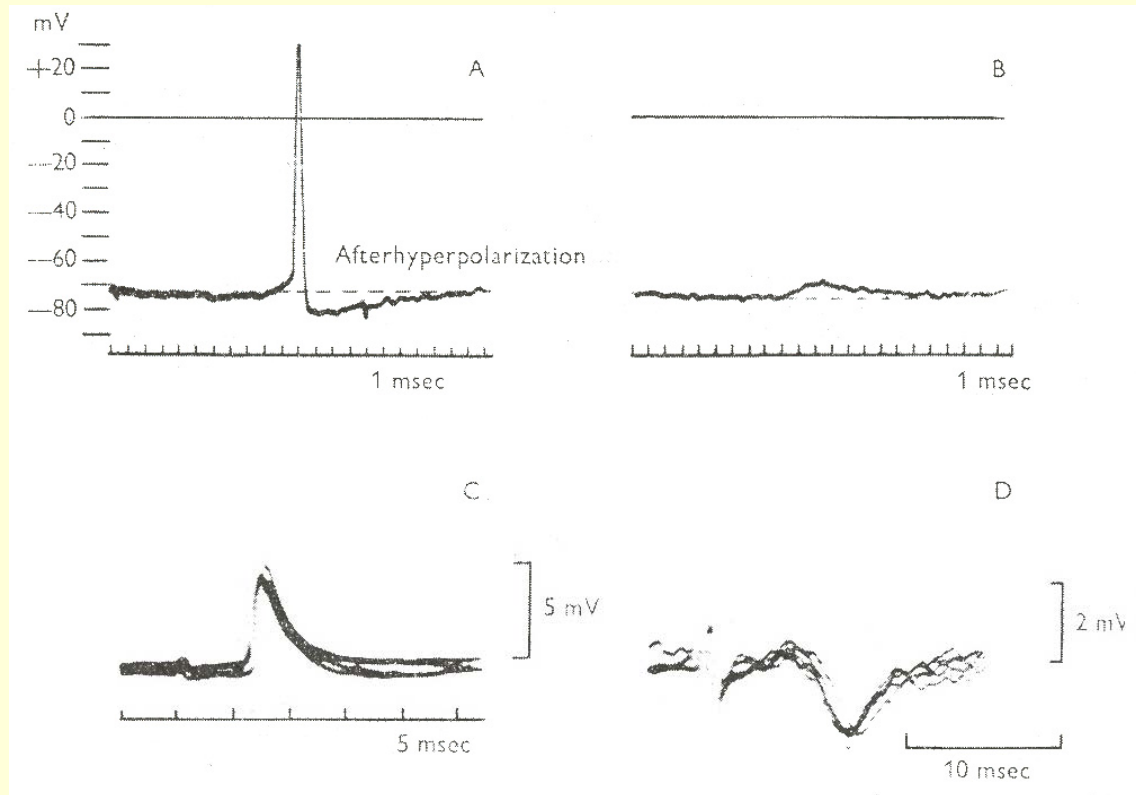 mV
+20
A
B
0
-20
-40
-60
Afterhyperpolarization
-80
1 msec
1 msec
C
D
5 mV
2 mV
5 msec
10 msec